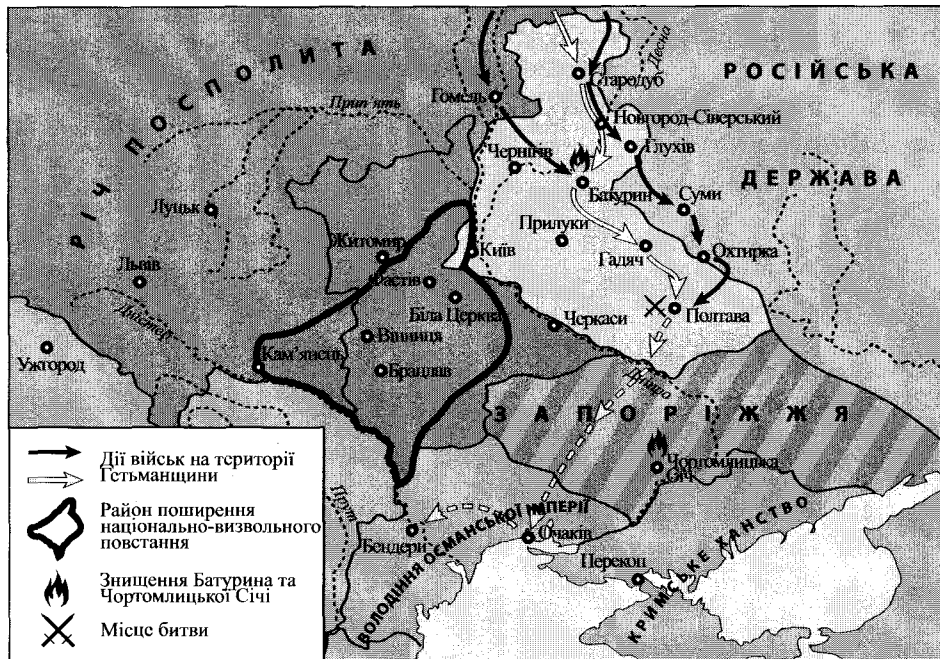 РІЧ ПОСПОЛИТА
РОСІЙСЬКА
ДЕРЖАВА
Десна
Стародуб
Гомель
Прип'ять
Новгород-Сіверський
Чернігів
Глухів
Батурин
Суми
Луцьк
Прилуки
Житомир
Київ
Гадяч
Охтирка
Львів
Фастів
Біла Церква
Дністер
Черкаси
Полтава
Ужгород
Кам'янець
Вінниця
Брацлав
Дніпро
ЗАПОРІЖЖЯ
Чортомлицька
Січ
Прут
Бендери
Очаків
ВОЛОДІННЯ ОСМАНСЬКОЇ ІМПЕРІЇ
Перекоп
КРИМСЬКЕ ХАНСТВО
Дії військ на території
Гетьманщини
Район поширення
національно-визвольного
повстання
Знищення Батурина та
Чортомлицької Січі
Місце битви